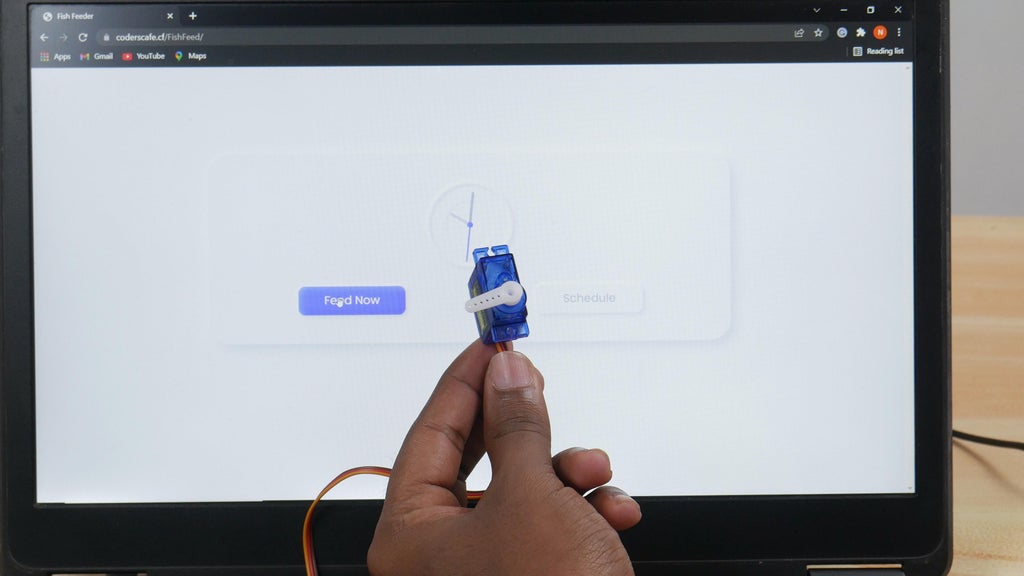 Fish Feeder
coderscafe.cf/FishFeed/
N
Apps Gmail YouTube Maps
Reading list
Feed Now
Schedule